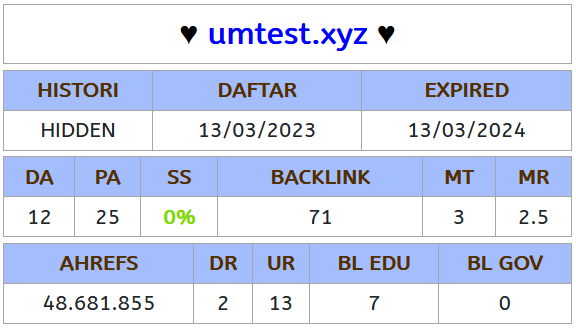 ♥ umtest.xyz ♥
HISTORI DAFTAR EXPIRED
HIDDEN 13/03/2023 13/03/2024
DA PA SS BACKLINK MT MR
12 25 0% 71 3 2.5
AHREFS DR UR BL EDU BL GOV
48.681.855 2 13 7 0